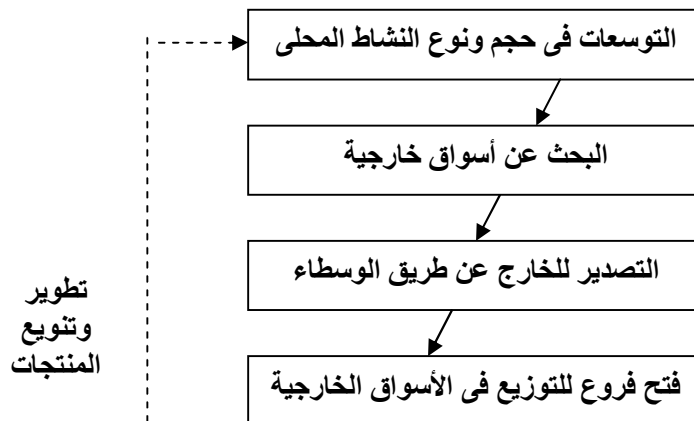 التوسعات فى حجم ونوع النشاط المحلى
البحث عن أسواق خارجية
التصدير للخارج عن طريق الوسطاء
تطوير
وتنويع
المنتجات
فتح فروع للتوزيع فى الأسواق الخارجية